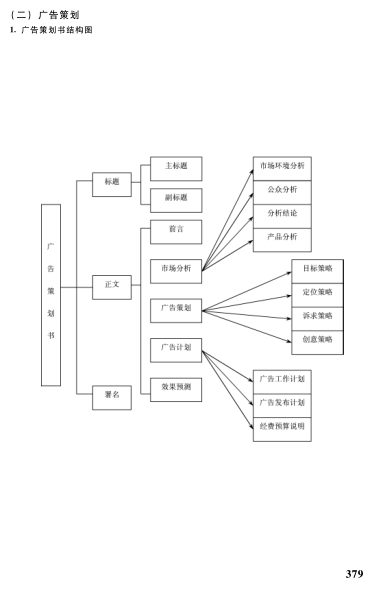 （二）广告策划
1. 广告策划书结构图
广告策划书
标题
主标题
副标题
正文
前言
市场分析
市场环境分析
公众分析
分析结论
产品分析
广告策划
目标策略
定位策略
诉求策略
创意策略
广告计划
广告工作计划
广告发布计划
经费预算说明
效果预测
署名
379